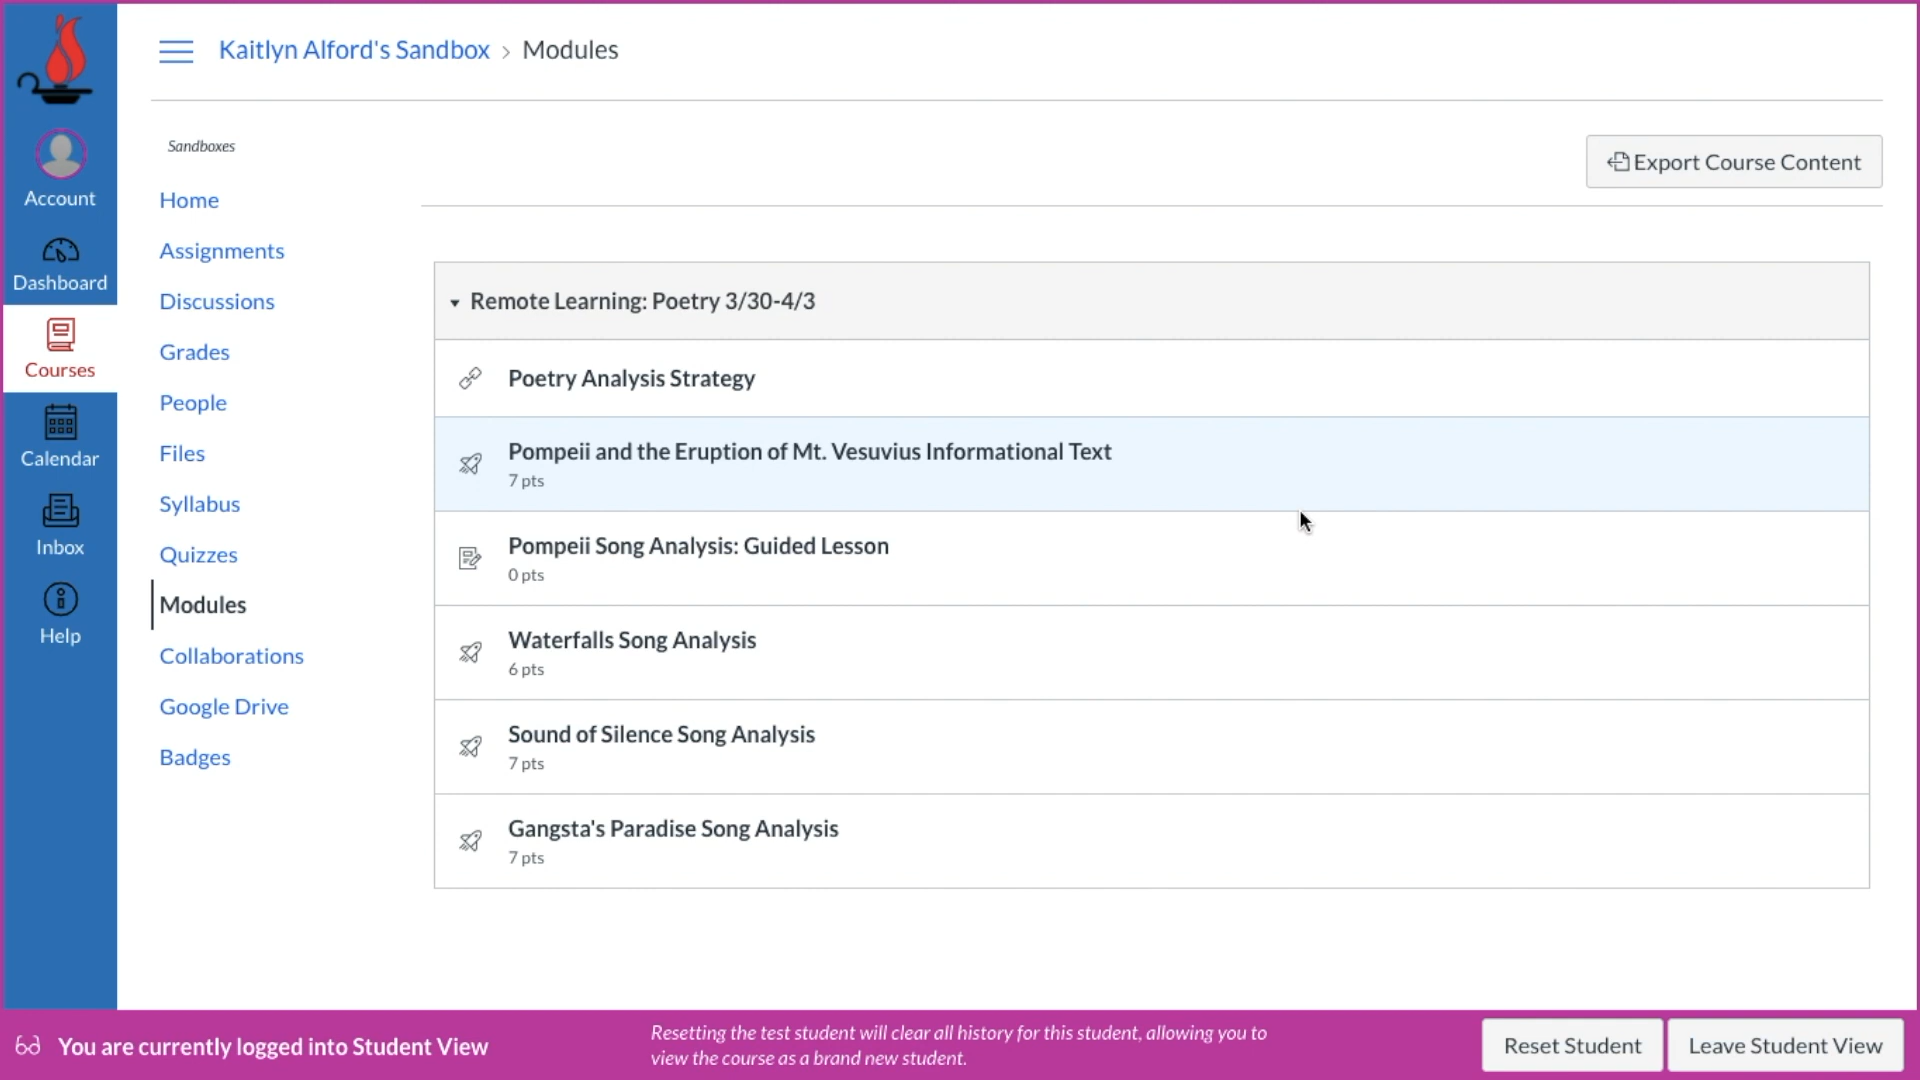 Kaitlyn Alford's Sandbox › Modules
Account
Dashboard
Courses
Calendar
Inbox
Help
Sandboxes
Home
Assignments
Discussions
Grades
People
Files
Syllabus
Quizzes
Modules
Collaborations
Google Drive
Badges
Export Course Content
Remote Learning: Poetry 3/30-4/3
Poetry Analysis Strategy
Pompeii and the Eruption of Mt. Vesuvius Informational Text
7 pts
Pompeii Song Analysis: Guided Lesson
0 pts
Waterfalls Song Analysis
6 pts
Sound of Silence Song Analysis
7 pts
Gangsta's Paradise Song Analysis
7 pts
You are currently logged into Student View
Resetting the test student will clear all history for this student, allowing you to
view the course as a brand new student.
Reset Student
Leave Student View